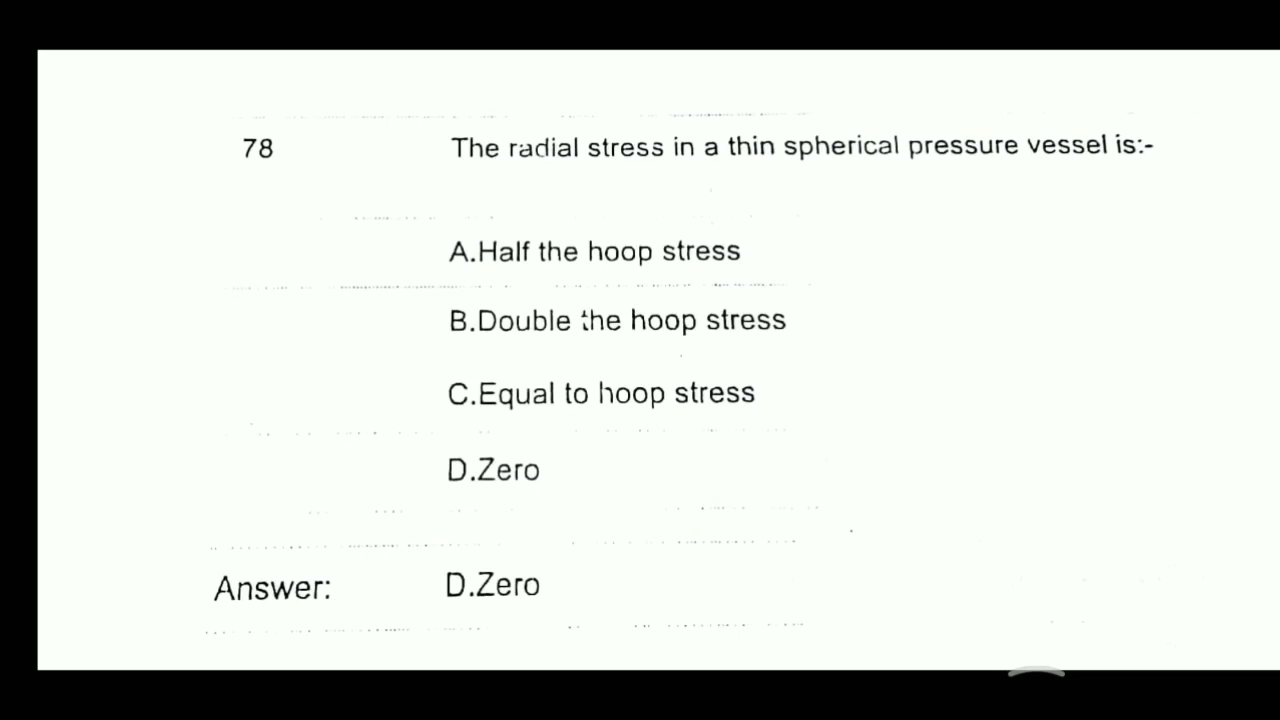 78 The radial stress in a thin spherical pressure vessel is:-
A.Half the hoop stress
B.Double the hoop stress
C.Equal to hoop stress
D.Zero
Answer: D.Zero